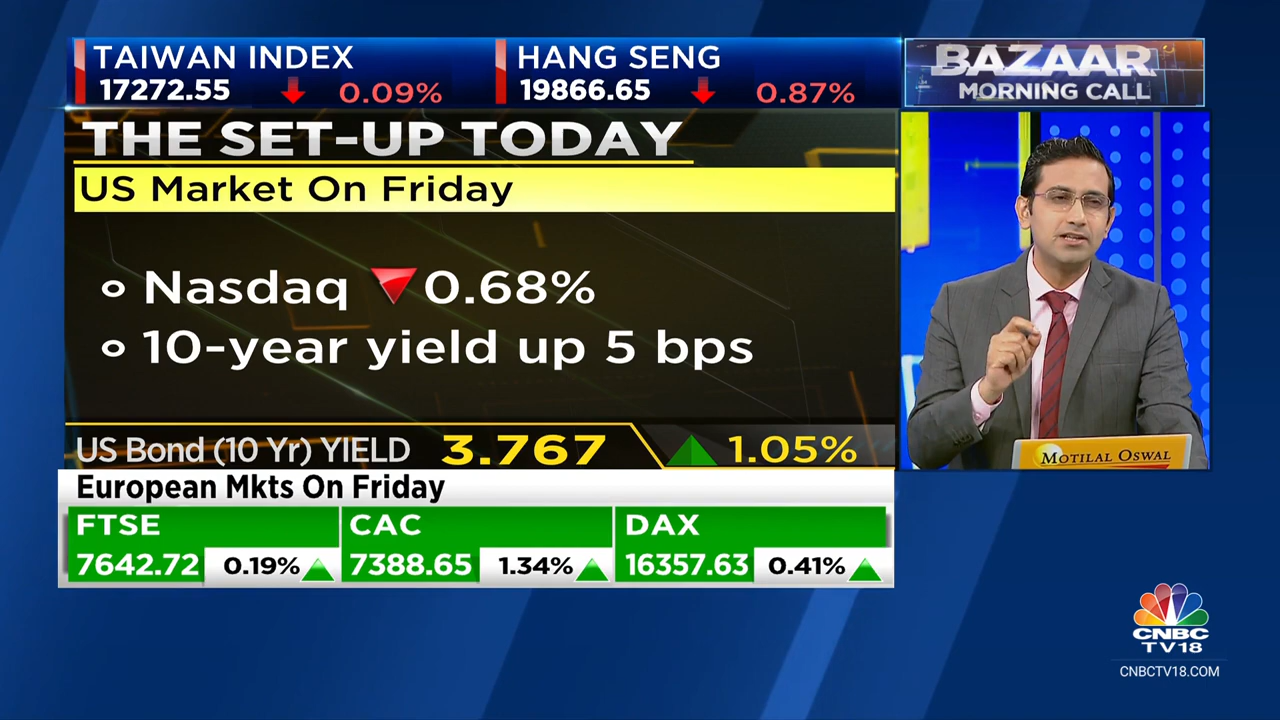 TAIWAN INDEX
17272.55 0.09%
HANG SENG
19866.65 0.87%
BAZAAR
MORNING CALL
THE SET-UP TODAY
US Market On Friday
Nasdaq 0.68%
10-year yield up 5 bps
US Bond (10 Yr) YIELD 3.767 1.05%
European Mkts On Friday
FTSE
7642.72 0.19%
CAC
7388.65 1.34%
DAX
16357.63 0.41%
MOTILAL OSWAL
CNBC
TV18
CNBCTV18.COM